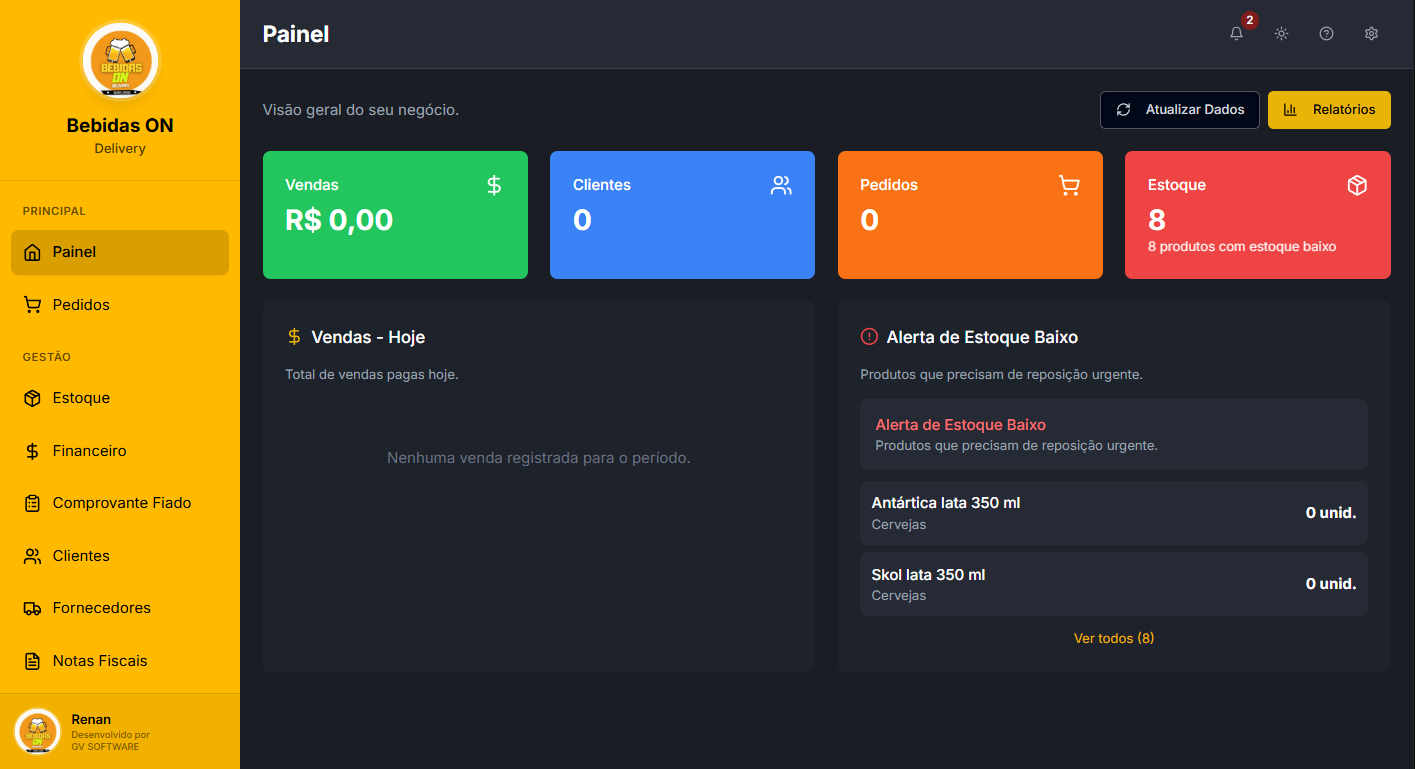 BEBIDAS
ON
DELIVERY
Bebidas ON
Delivery
PRINCIPAL
Painel
Pedidos
GESTÃO
Estoque
Financeiro
Comprovante Fiado
Clientes
Fornecedores
Notas Fiscais
BEBIDAS
ON
Renan
Desenvolvido por
GV SOFTWARE
Painel
2
Visão geral do seu negócio.
Atualizar Dados
Relatórios
Vendas
R$ 0,00
Clientes
0
Pedidos
0
Estoque
8
8 produtos com estoque baixo
Vendas - Hoje
Total de vendas pagas hoje.
Nenhuma venda registrada para o período.
Alerta de Estoque Baixo
Produtos que precisam de reposição urgente.
Alerta de Estoque Baixo
Produtos que precisam de reposição urgente.
Antártica lata 350 ml
Cervejas
0 unid.
Skol lata 350 ml
Cervejas
0 unid.
Ver todos (8)